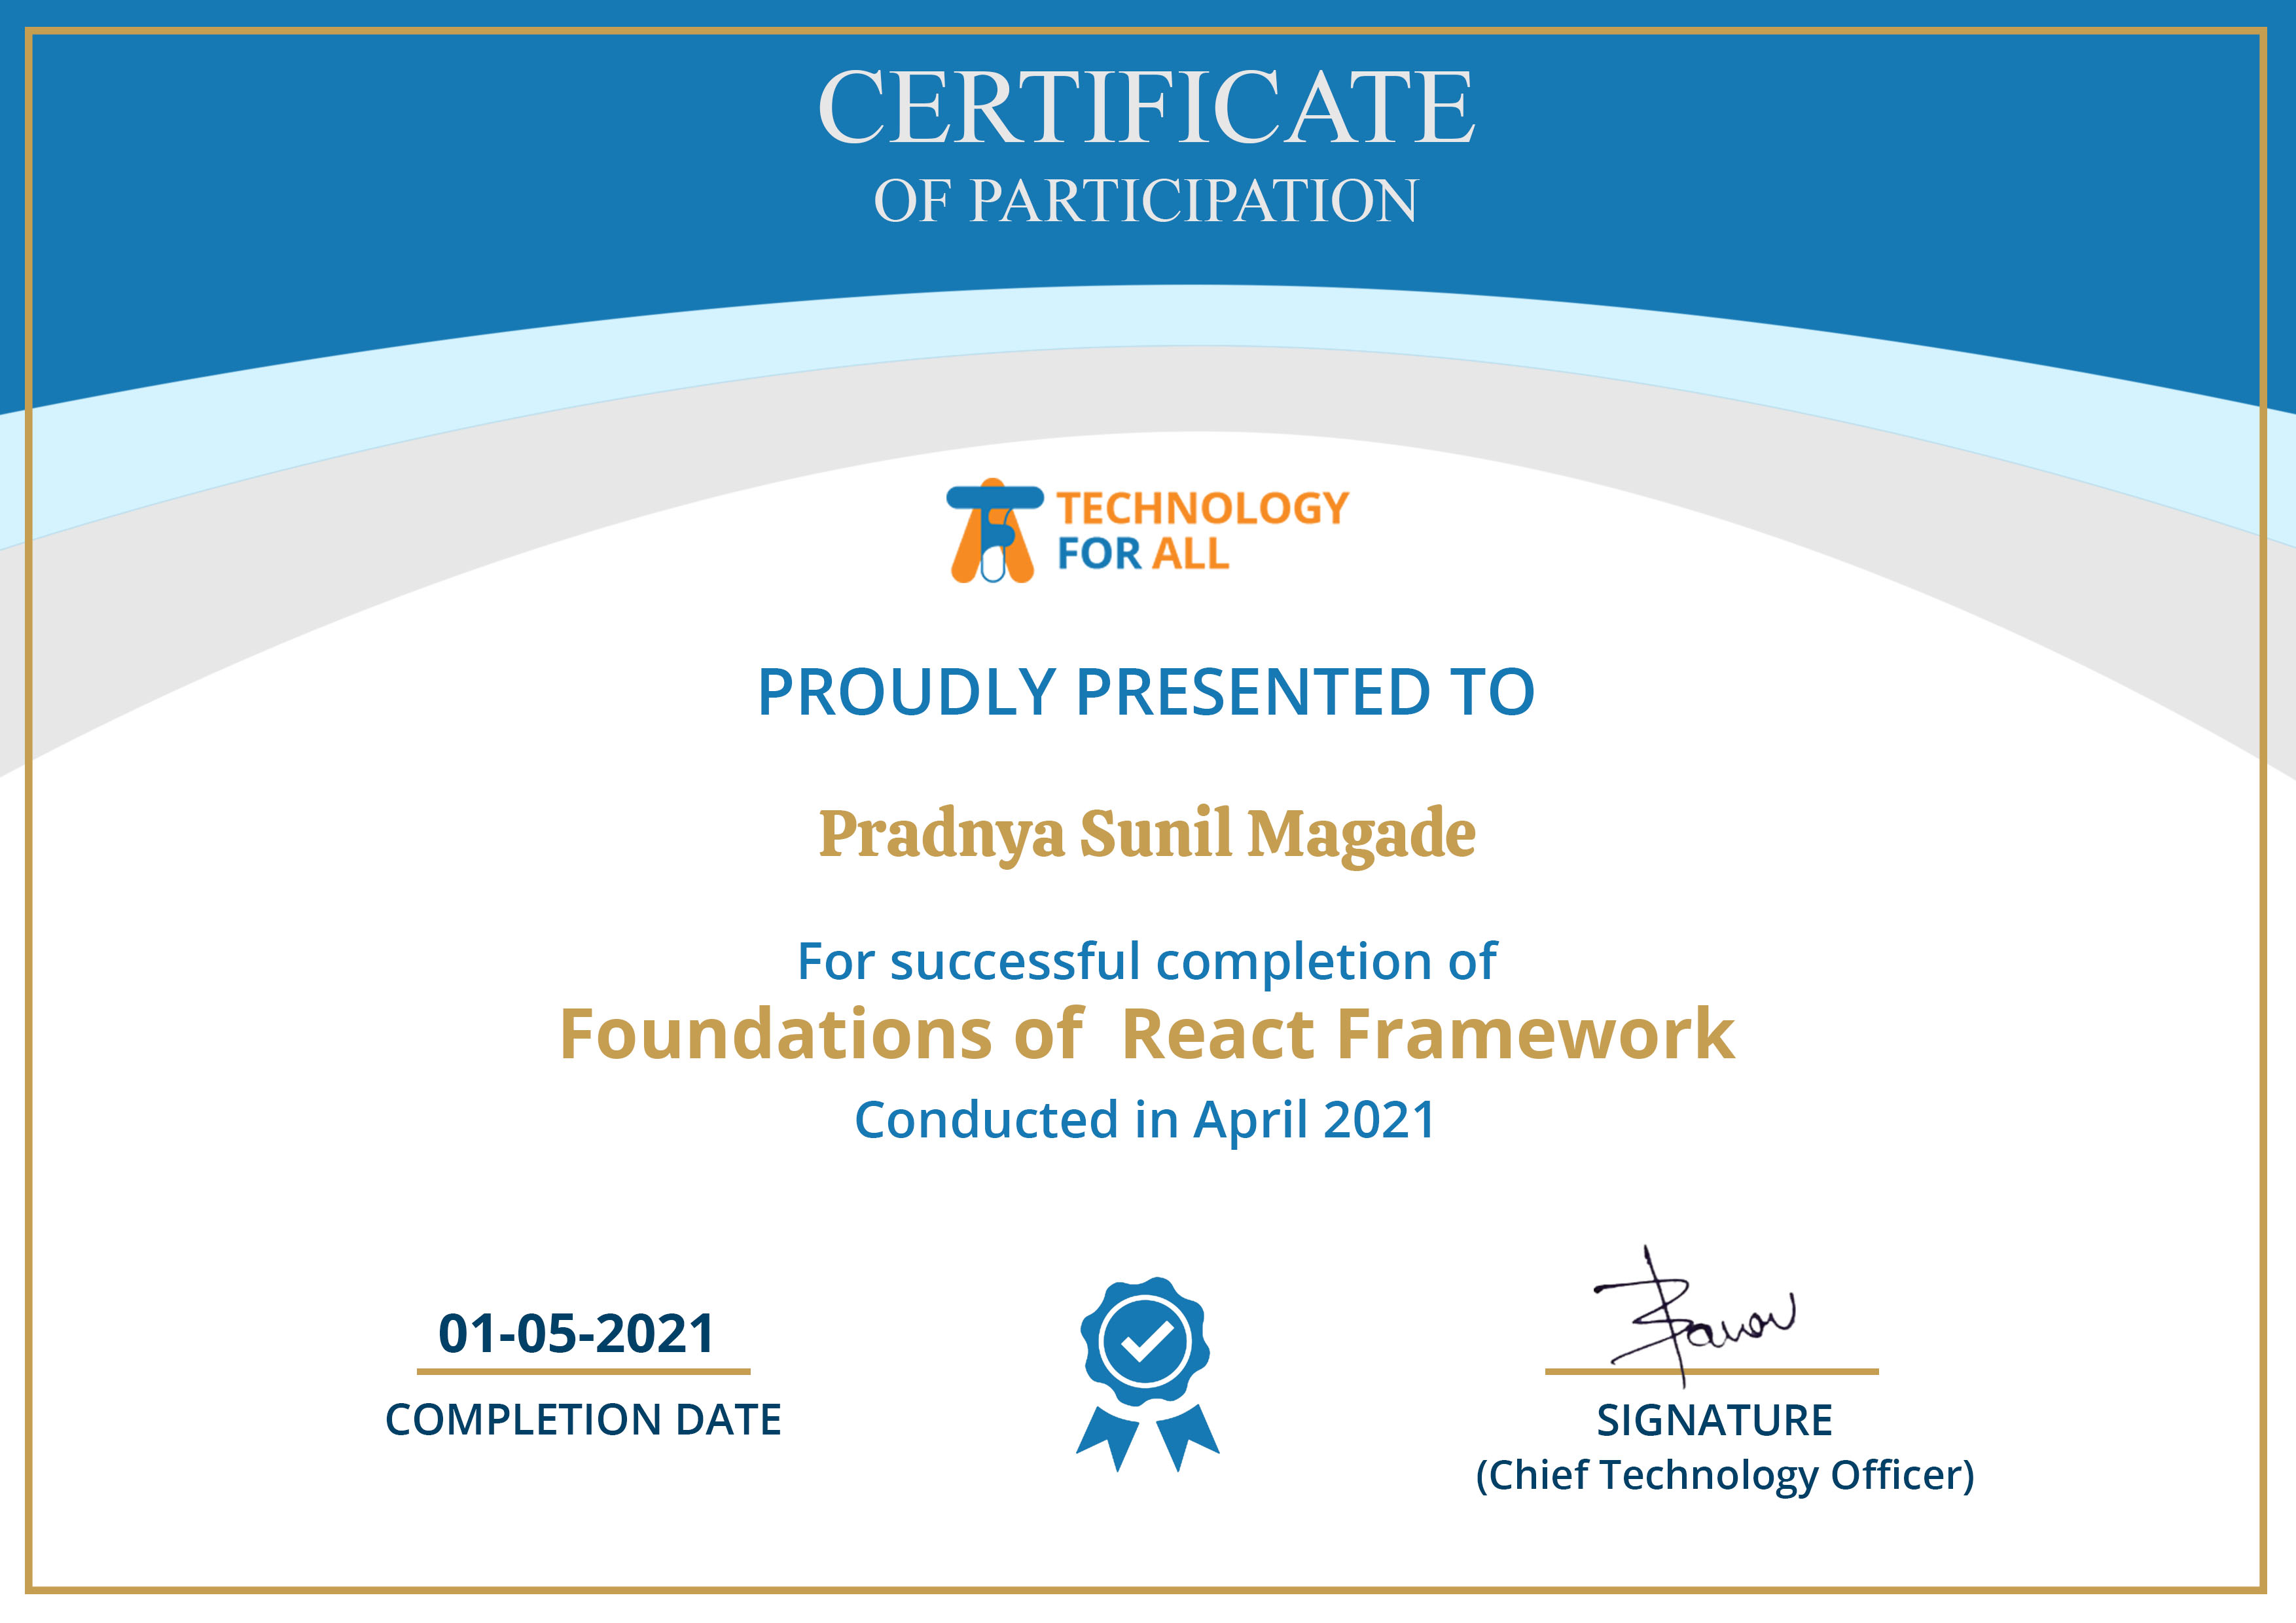 CERTIFICATE
OF PARTICIPATION
TECHNOLOGY
FOR ALL
PROUDLY PRESENTED TO
Pradnya Sunil Magade
For successful completion of
Foundations of  React Framework
Conducted in April 2021
01-05-2021
COMPLETION DATE
SIGNATURE
(Chief Technology Officer)